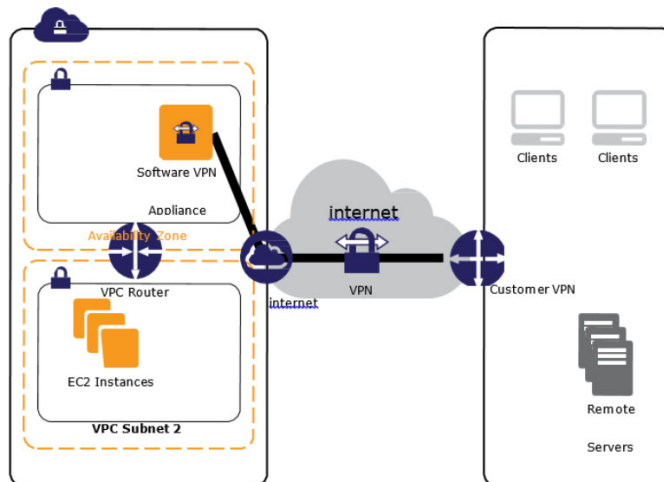 Software VPN
Appliance
Availability Zone
VPC Router
EC2 Instances
VPC Subnet 2
internet
internet
VPN
Clients
Clients
Customer VPN
Remote
Servers